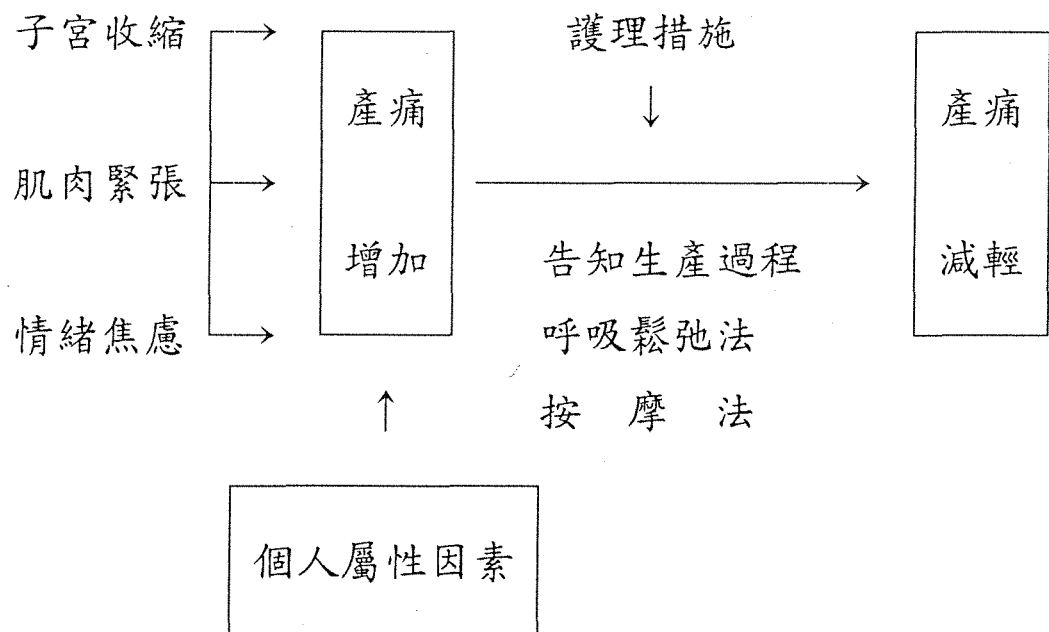 子宮收縮
肌肉緊張
情緒焦慮
產痛
增加
個人屬性因素
護理措施
↓
告知生產過程
呼吸鬆弛法
按 摩 法
產痛
減輕